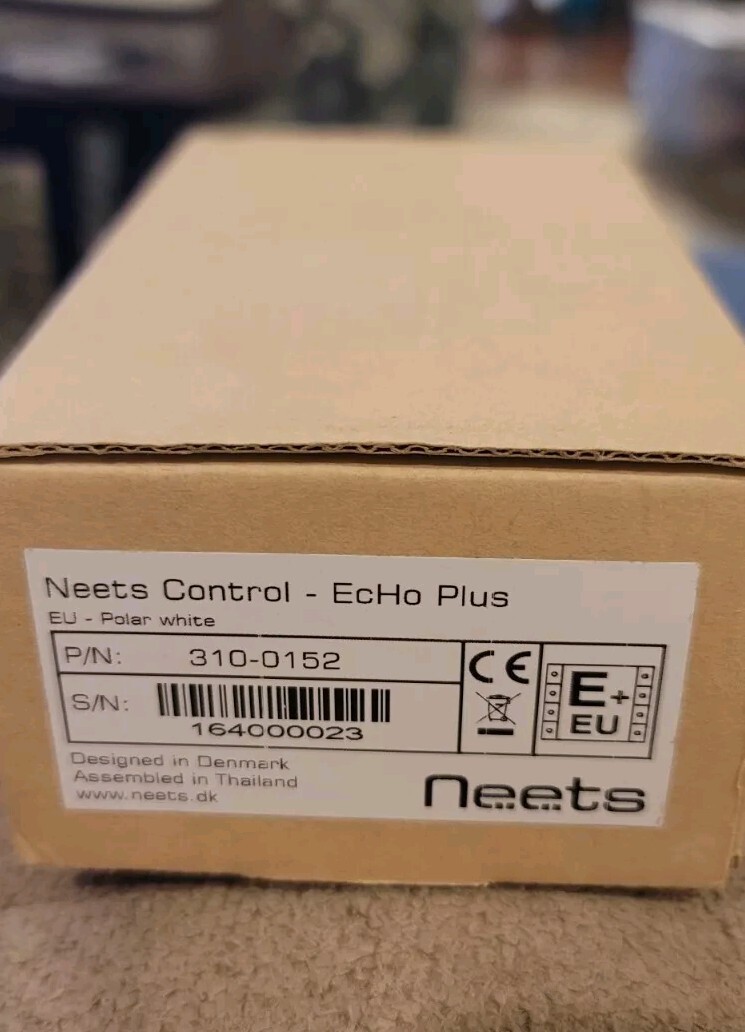 Neets Control - EcHo Plus
EU - Polar white
P/N: 310-0152
S/N:
164000023
CE
E+
EU
Designed in Denmark
Assembled in Thailand
www.neets.dk
neets